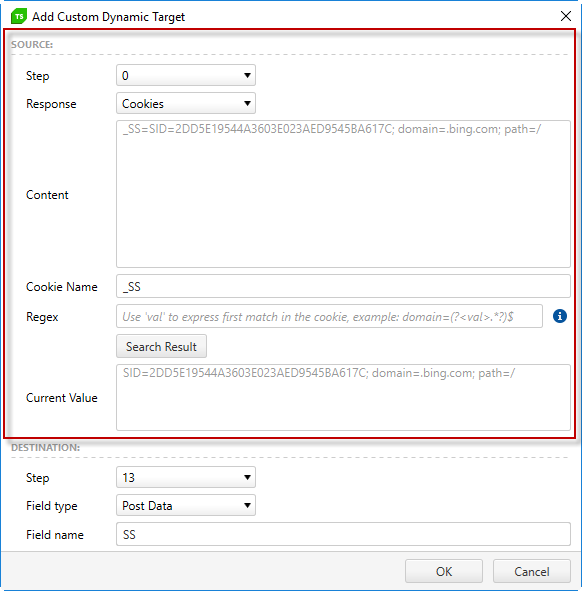 TS Add Custom Dynamic Target
SOURCE:
Step 0
Response Cookies
Content _SS=SID=2DD5E19544A3603E023AED9545BA617C; domain=.bing.com; path=/
Cookie Name _SS
Regex Use 'val' to express first match in the cookie, example: domain=(?<val>.*?)$ i
Search Result
Current Value SID=2DD5E19544A3603E023AED9545BA617C; domain=.bing.com; path=/
DESTINATION:
Step 13
Field type Post Data
Field name SS
OK Cancel